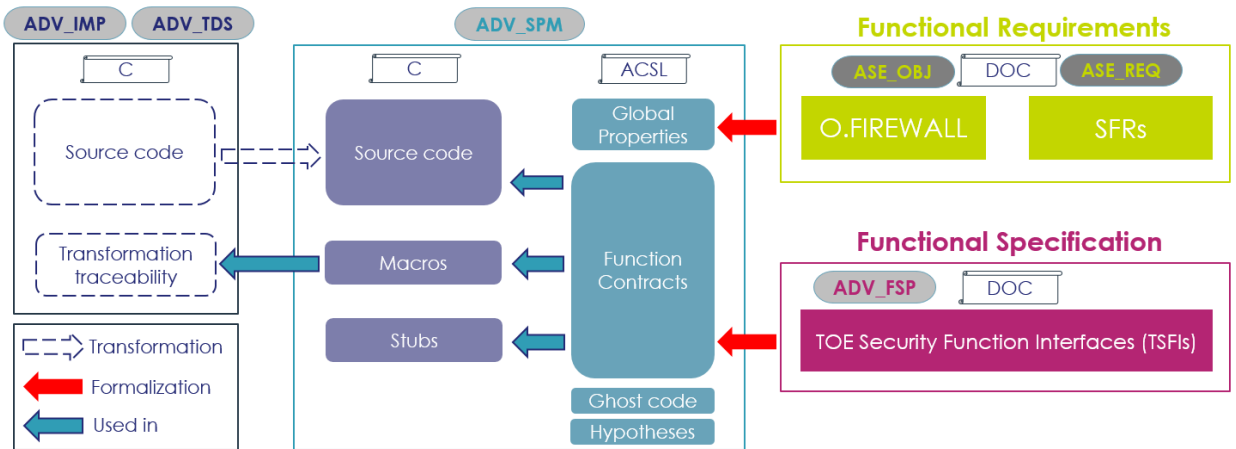 ADV_IMP
ADV_TDS
C
Source code
Transformation
traceability
Transformation
Formalization
Used in
ADV_SPM
C
ACSL
Source code
Macros
Stubs
Global
Properties
Function
Contracts
Ghost code
Hypotheses
Functional Requirements
ASE_OBJ
DOC
ASE_REQ
O.FIREWALL
SFRs
Functional Specification
ADV_FSP
DOC
TOE Security Function Interfaces (TSFIs)